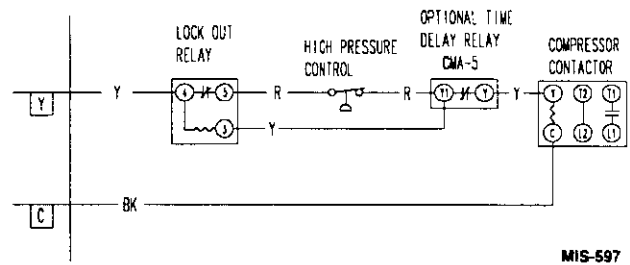 OPTIONAL TIME
DELAY RELAY
CMA-5
LOCK OUT
RELAY
HIGH PRESSURE
CONTROL
COMPRESSOR
CONTACTOR
Y Y 4 5 R R Y1 Y Y Y T2 T1
3 Y C L2 L1
C BK
MIS-597